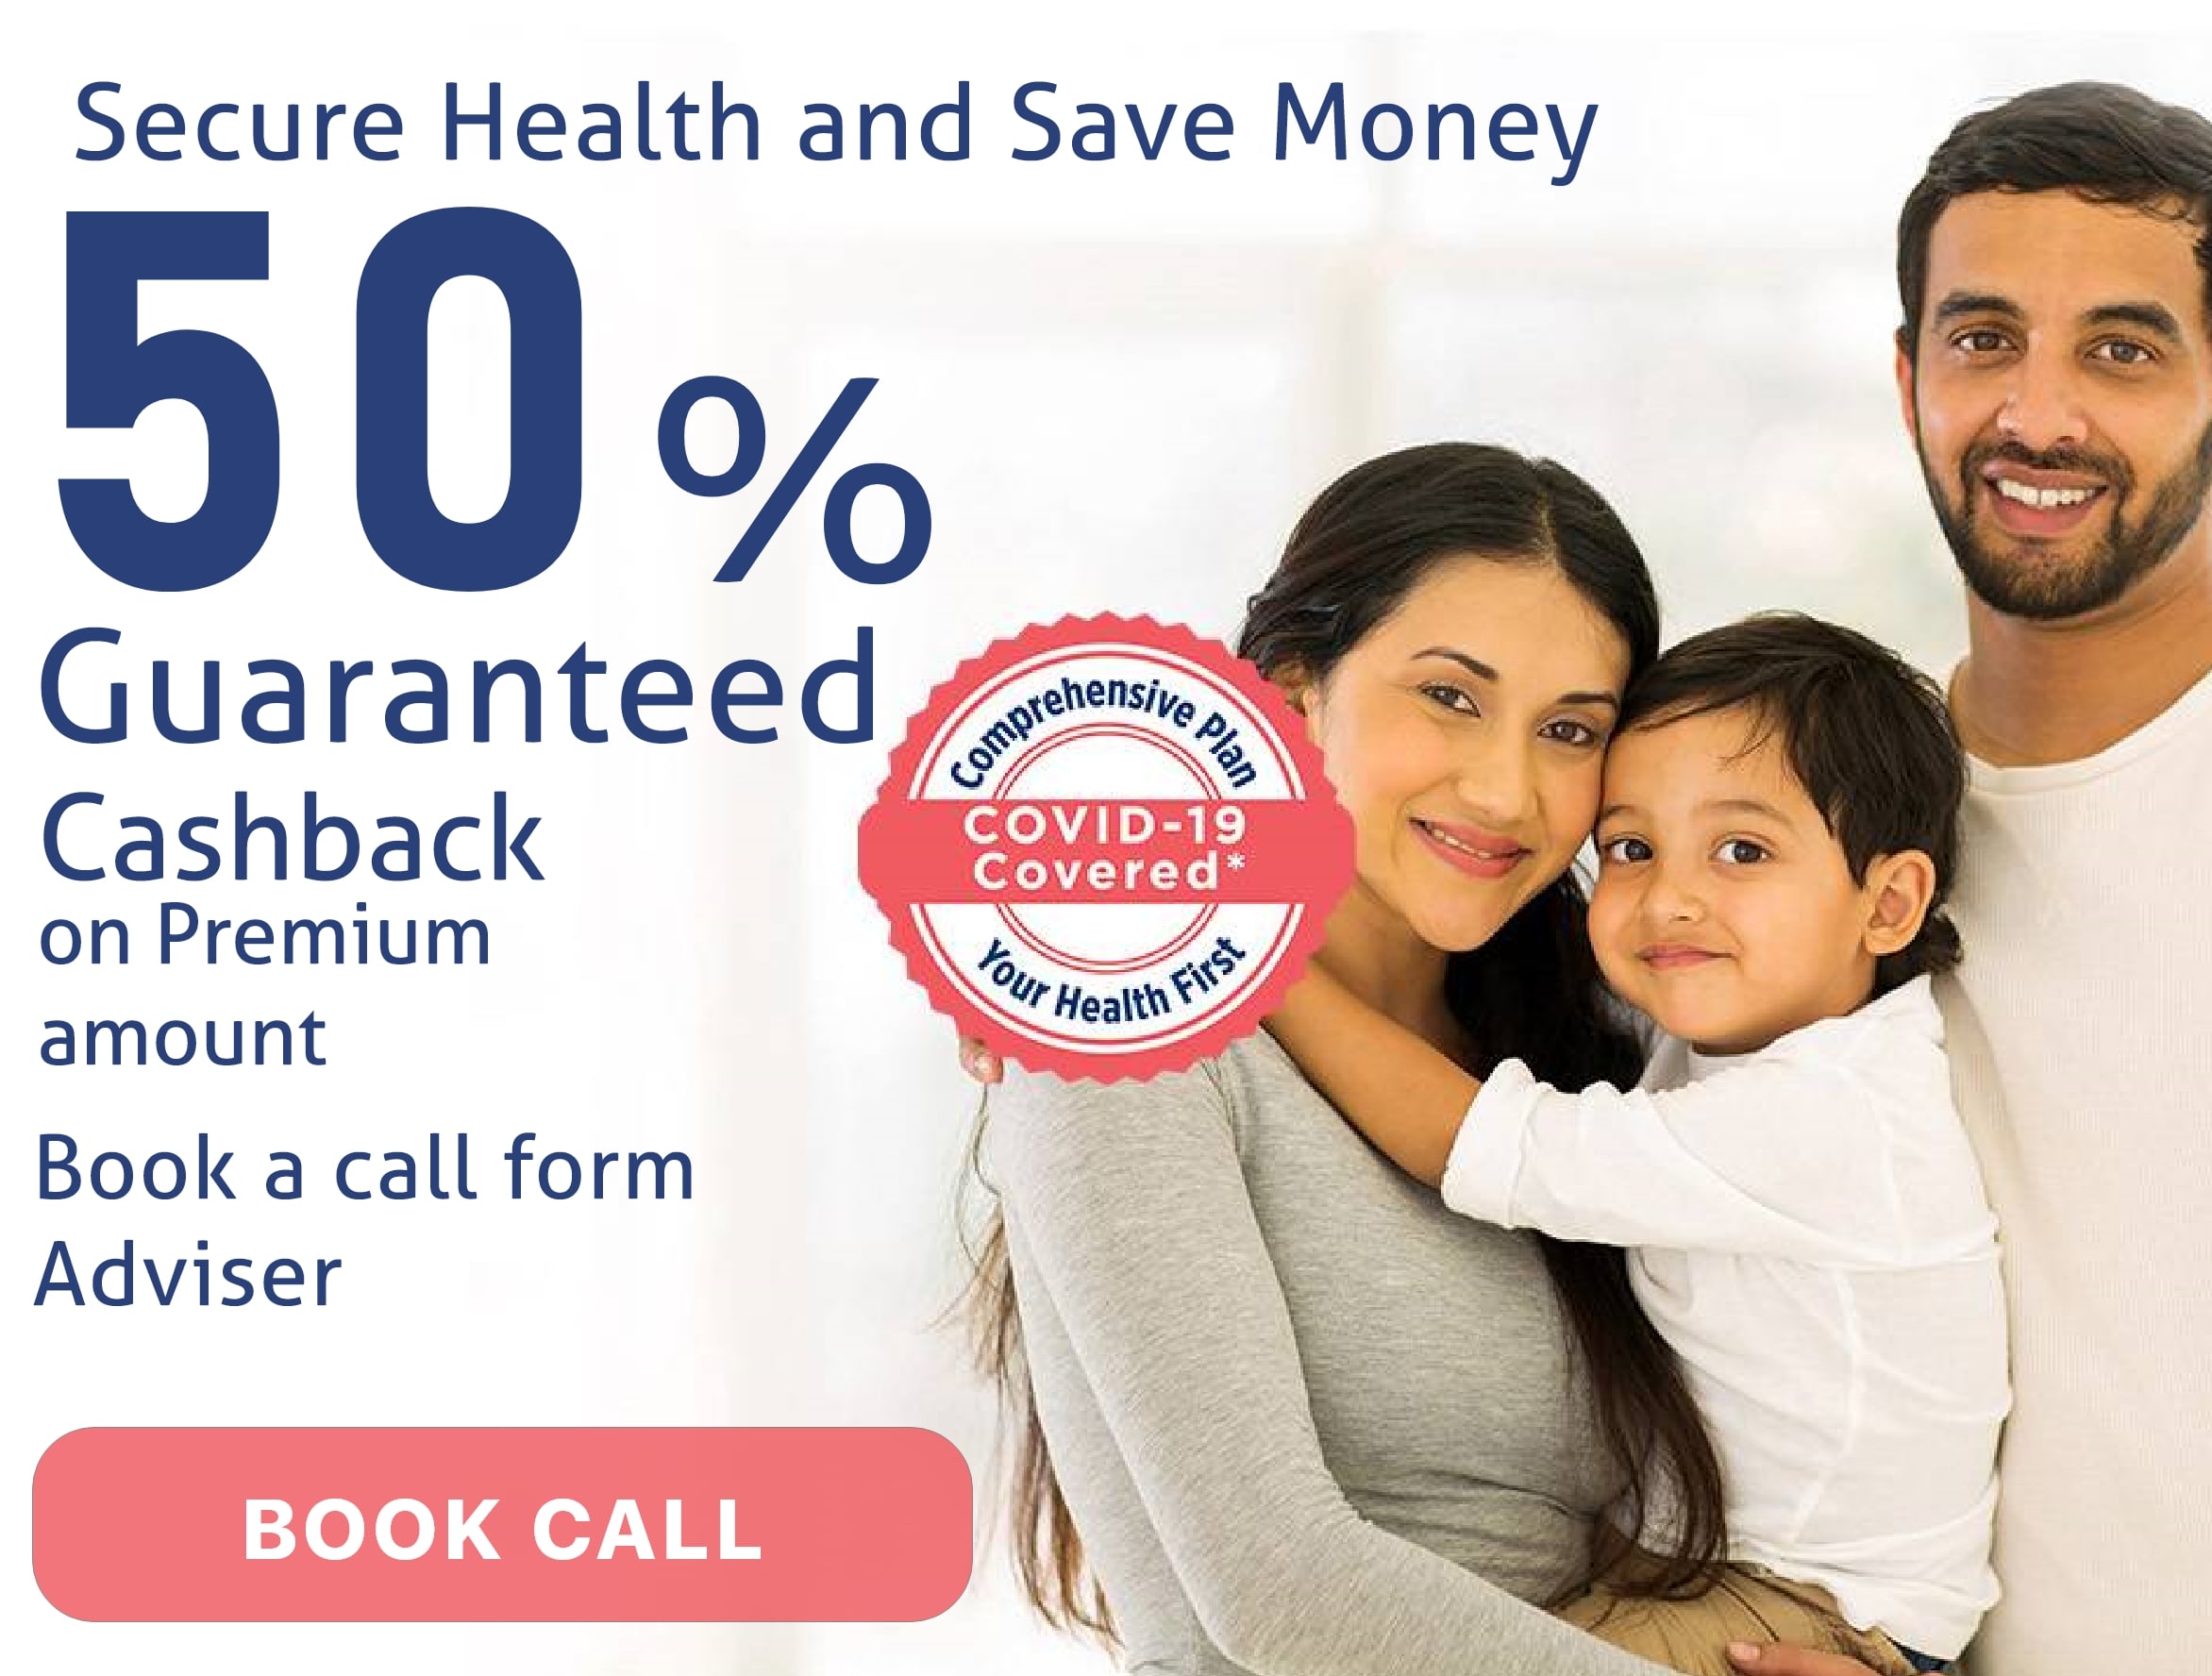 Secure Health and Save Money
50%
Guaranteed
Cashback
on Premium
amount
Comprehensive Plan
COVID-19
Covered*
Your Health First
Book a call form
Adviser
BOOK CALL